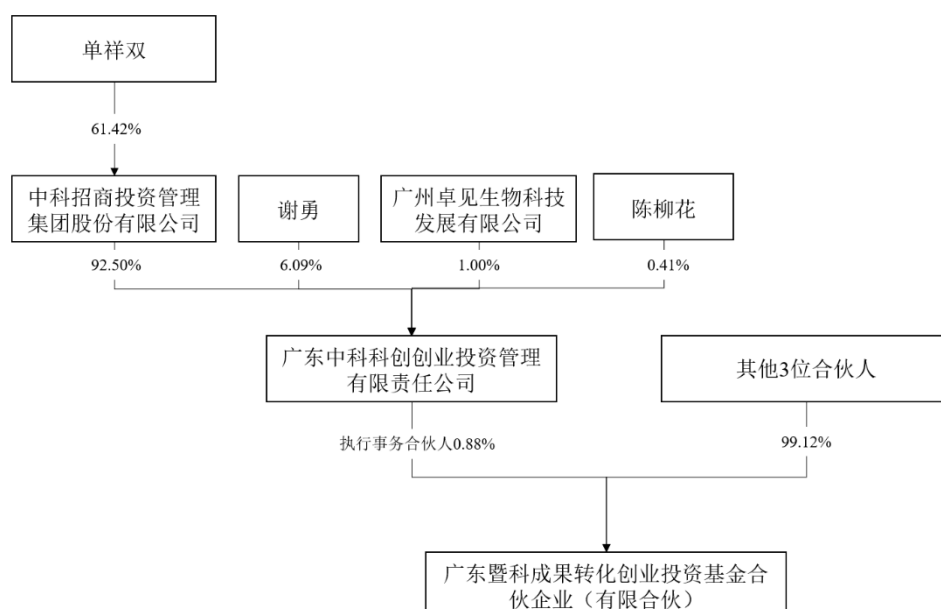 单祥双
61.42%
中科招商投资管理
集团股份有限公司
谢勇
广州卓见生物科技
发展有限公司
陈柳花
92.50%
6.09%
1.00%
0.41%
广东中科科创创业投资管理
有限责任公司
其他3位合伙人
执行事务合伙人0.88%
99.12%
广东暨科成果转化创业投资基金合
伙企业（有限合伙）